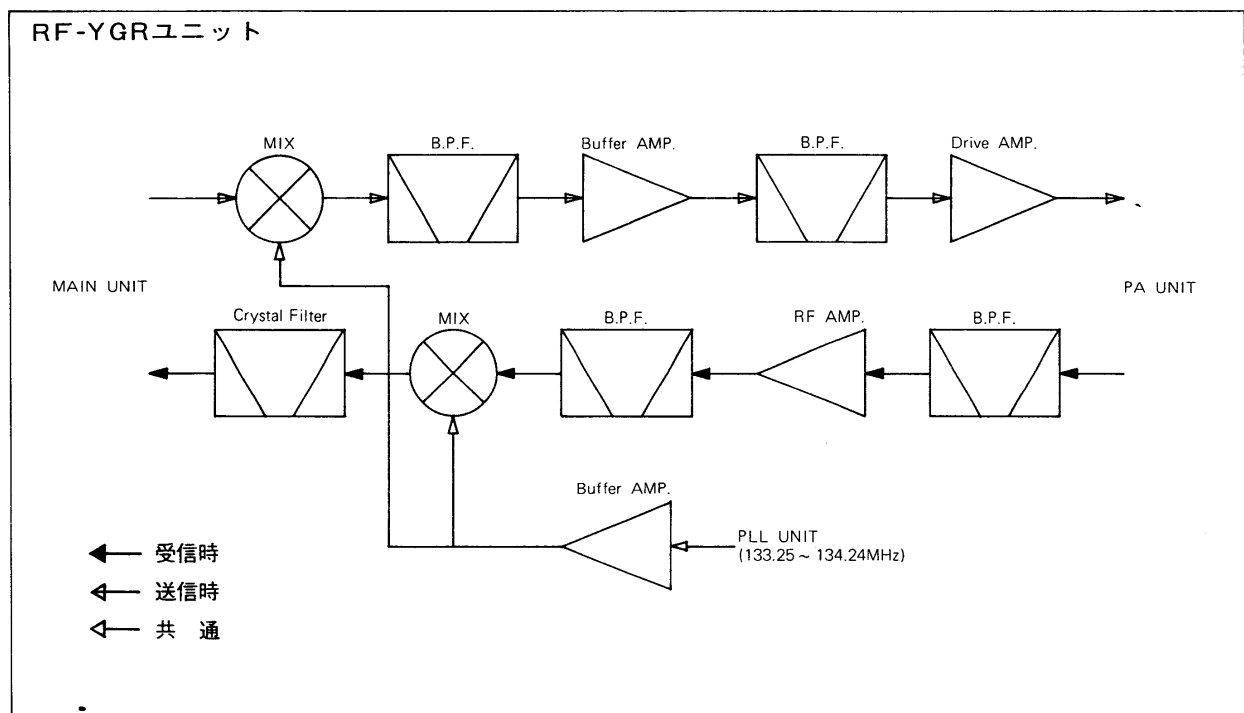 RF-YGRユニット
MIX
B.P.F.
Buffer AMP.
B.P.F.
Drive AMP.
MAIN UNIT
PA UNIT
Crystal Filter
MIX
B.P.F.
RF AMP.
B.P.F.
Buffer AMP.
PLL UNIT
(133.25~134.24MHz)
受信時
送信時
共 通